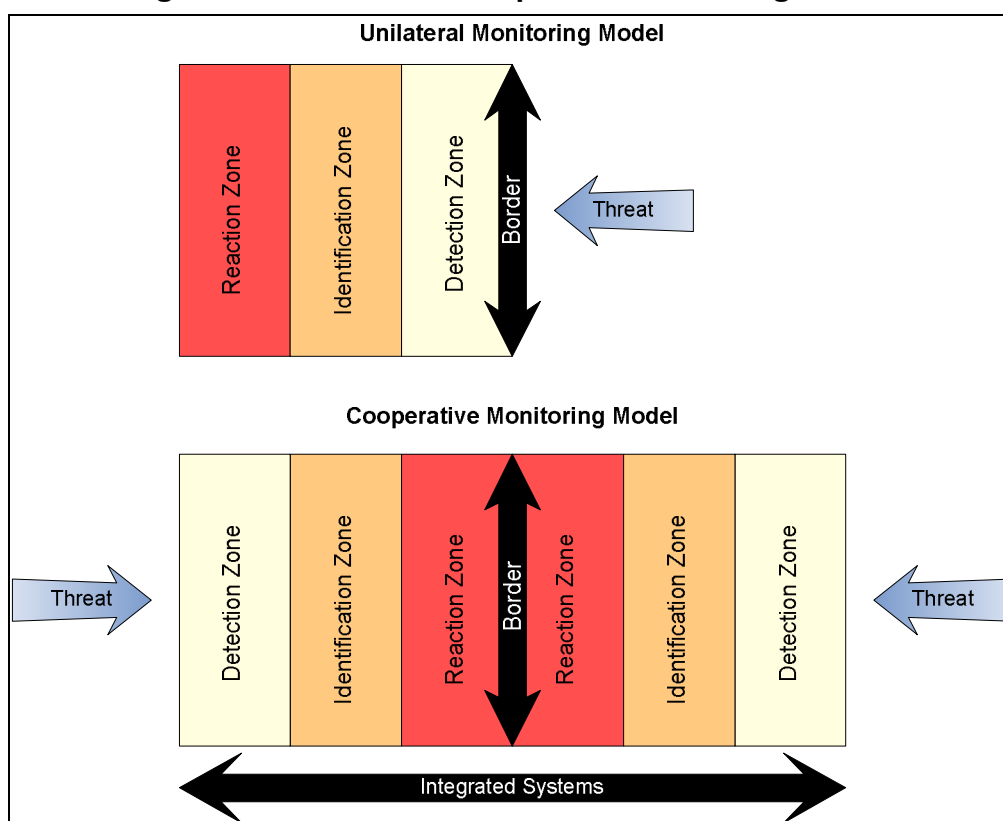 Unilateral Monitoring Model
Reaction Zone
Identification Zone
Detection Zone
Border
Threat
Cooperative Monitoring Model
Threat
Detection Zone
Identification Zone
Reaction Zone
Border
Reaction Zone
Identification Zone
Detection Zone
Threat
Integrated Systems